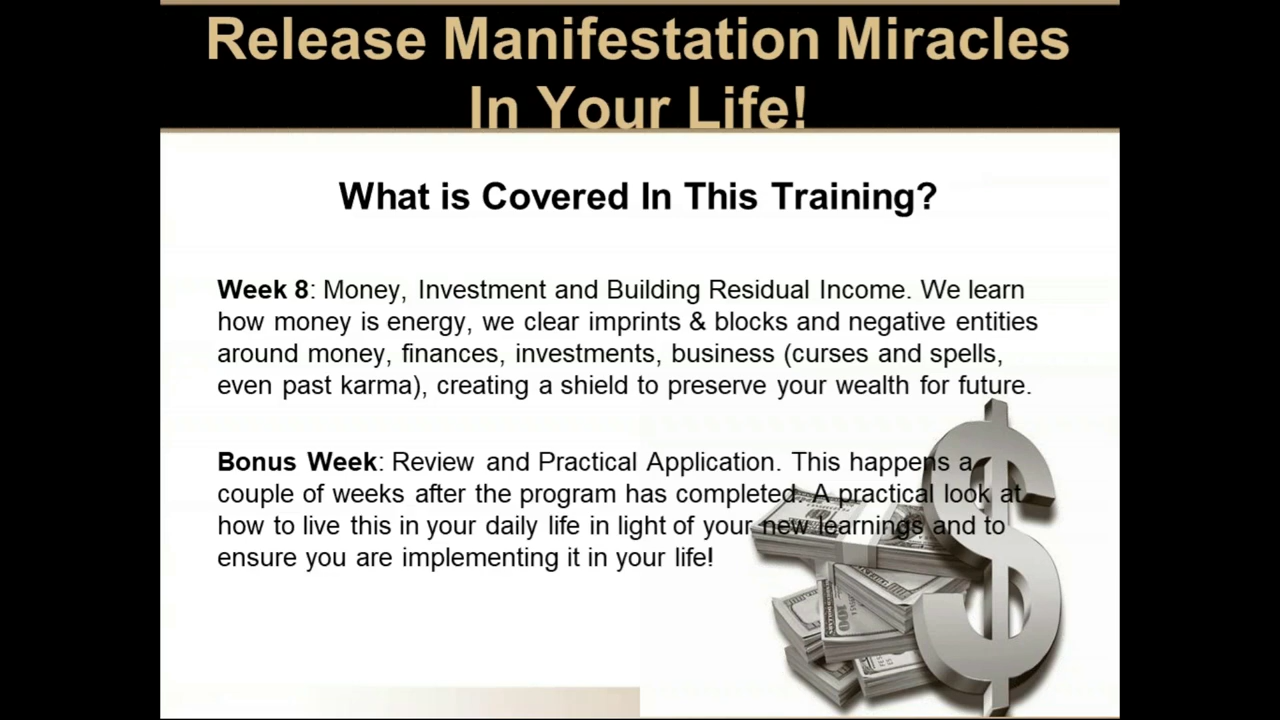 Release Manifestation Miracles
In Your Life!
What is Covered In This Training?
Week 8: Money, Investment and Building Residual Income. We learn
how money is energy, we clear imprints & blocks and negative entities
around money, finances, investments, business (curses and spells,
even past karma), creating a shield to preserve your wealth for future.
Bonus Week: Review and Practical Application. This happens a
couple of weeks after the program has completed. A practical look at
how to live this in your daily life in light of your new learnings and to
ensure you are implementing it in your life!
100